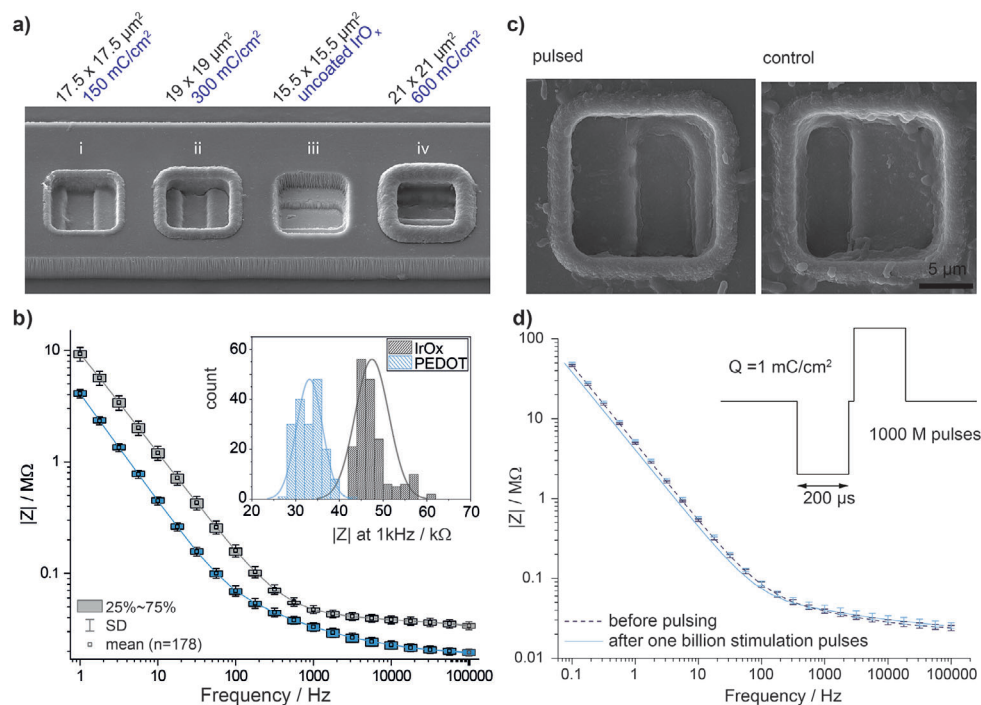 a)
17.5 x 17.5 µm²
150 mC/cm²
19 x 19 µm²
300 mC/cm²
15.5 x 15.5 µm²
uncoated IrOx
21 x 21 µm²
600 mC/cm²
i
ii
iii
iv
c)
pulsed
control
5 µm
b)
|Z| / MΩ
10
1
0.1
1
10
100
1000
10000
100000
Frequency / Hz
25%~75%
SD
mean (n=178)
count
60
40
20
0
20
30
40
50
60
70
|Z| at 1kHz / kΩ
IrOx
PEDOT
d)
|Z| / MΩ
100
10
1
0.1
0.01
0.1
1
10
100
1000
10000
100000
Frequency / Hz
Q =1 mC/cm²
1000 M pulses
200 µs
before pulsing
after one billion stimulation pulses